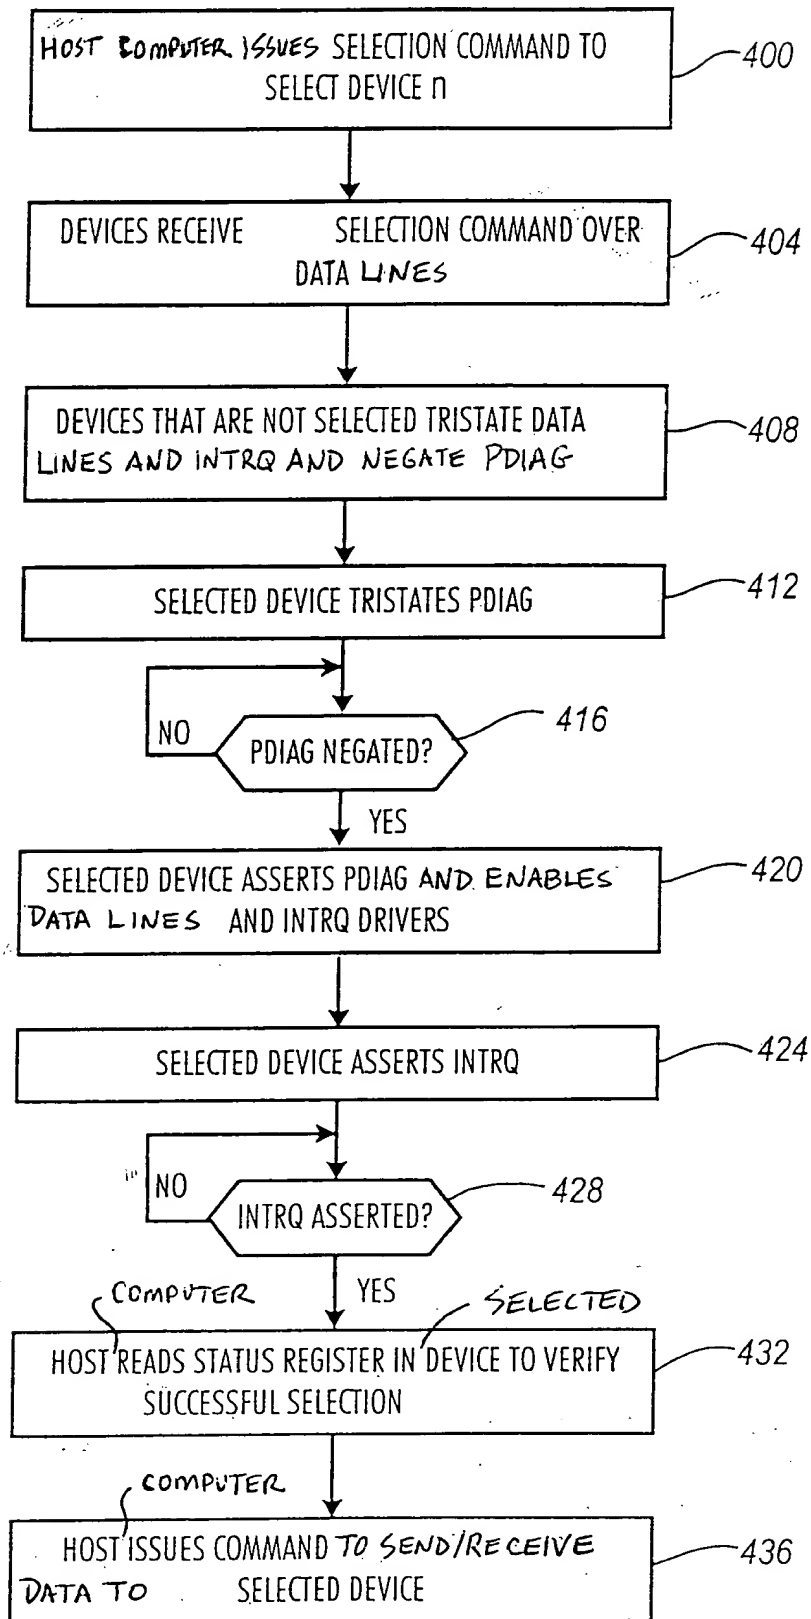 HOST COMPUTER ISSUES SELECTION COMMAND TO
SELECT DEVICE n
400
DEVICES RECEIVE SELECTION COMMAND OVER
DATA LINES
404
DEVICES THAT ARE NOT SELECTED TRISTATE DATA
LINES AND INTRQ AND NEGATE PDIAG
408
SELECTED DEVICE TRISTATES PDIAG
412
NO
PDIAG NEGATED?
416
YES
SELECTED DEVICE ASSERTS PDIAG AND ENABLES
DATA LINES AND INTRQ DRIVERS
420
SELECTED DEVICE ASSERTS INTRQ
424
NO
INTRQ ASSERTED?
428
YES
COMPUTER
SELECTED
HOST READS STATUS REGISTER IN DEVICE TO VERIFY
SUCCESSFUL SELECTION
432
COMPUTER
HOST ISSUES COMMAND TO SEND/RECEIVE
DATA TO SELECTED DEVICE
436